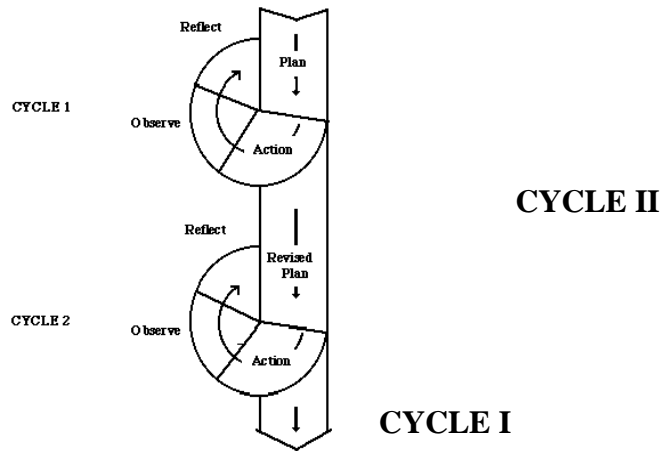 Reflect
Plan
CYCLE 1
Observe
Action
CYCLE II
Reflect
Revised
Plan
CYCLE 2
Observe
Action
CYCLE I